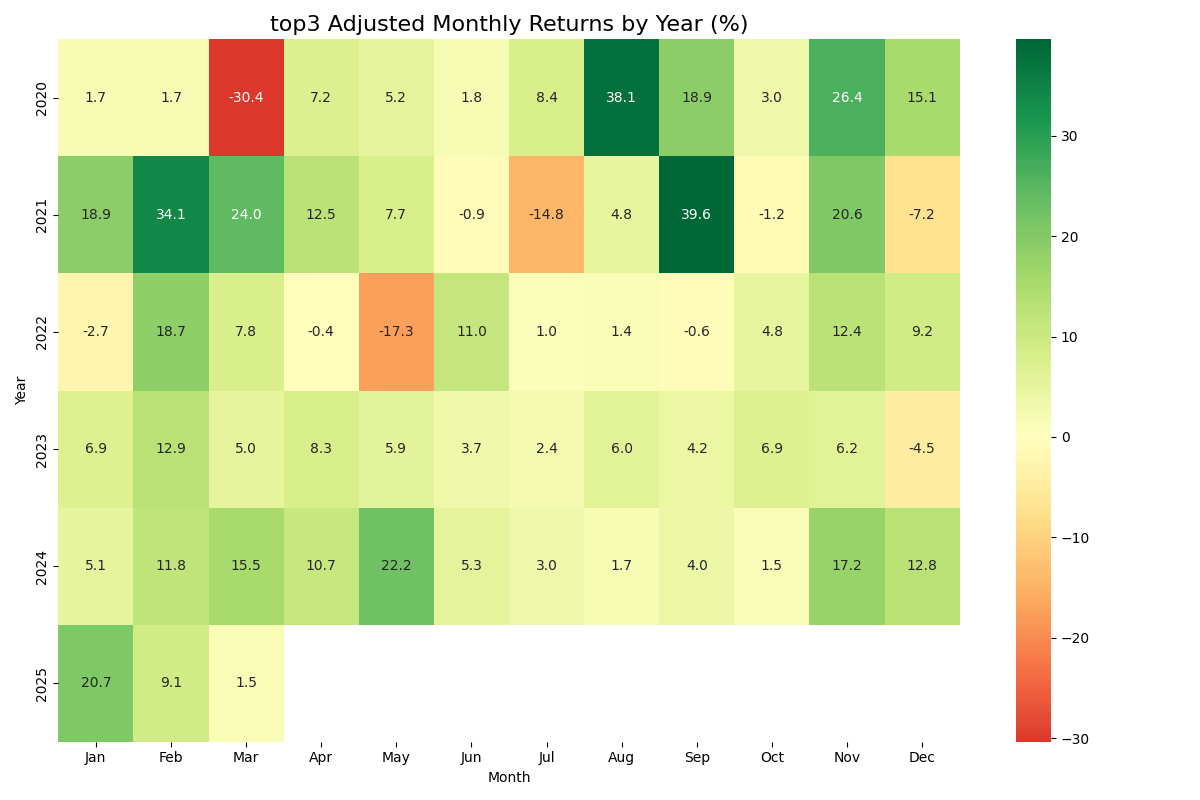 top3 Adjusted Monthly Returns by Year (%)
2020 1.7 1.7 -30.4 7.2 5.2 1.8 8.4 38.1 18.9 3.0 26.4 15.1
2021 18.9 34.1 24.0 12.5 7.7 -0.9 -14.8 4.8 39.6 -1.2 20.6 -7.2
2022 -2.7 18.7 7.8 -0.4 -17.3 11.0 1.0 1.4 -0.6 4.8 12.4 9.2
2023 6.9 12.9 5.0 8.3 5.9 3.7 2.4 6.0 4.2 6.9 6.2 -4.5
2024 5.1 11.8 15.5 10.7 22.2 5.3 3.0 1.7 4.0 1.5 17.2 12.8
2025 20.7 9.1 1.5
Jan Feb Mar Apr May Jun Jul Aug Sep Oct Nov Dec
Month
Year
30
20
10
0
−10
−20
−30